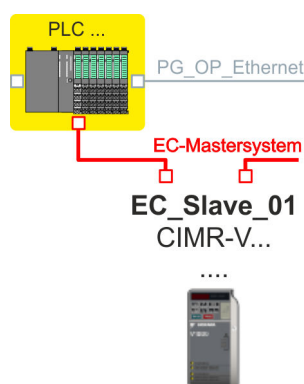 PLC ...
PG_OP_Ethernet
EC-Mastersystem
EC_Slave_01
CIMR-V...
....